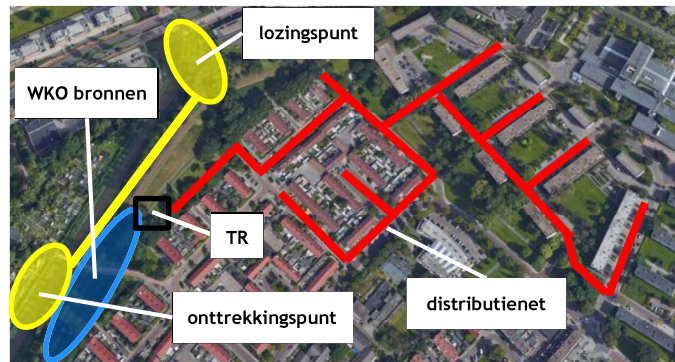 lozingspunt
WKO bronnen
TR
distributienet
onttrekkingspunt